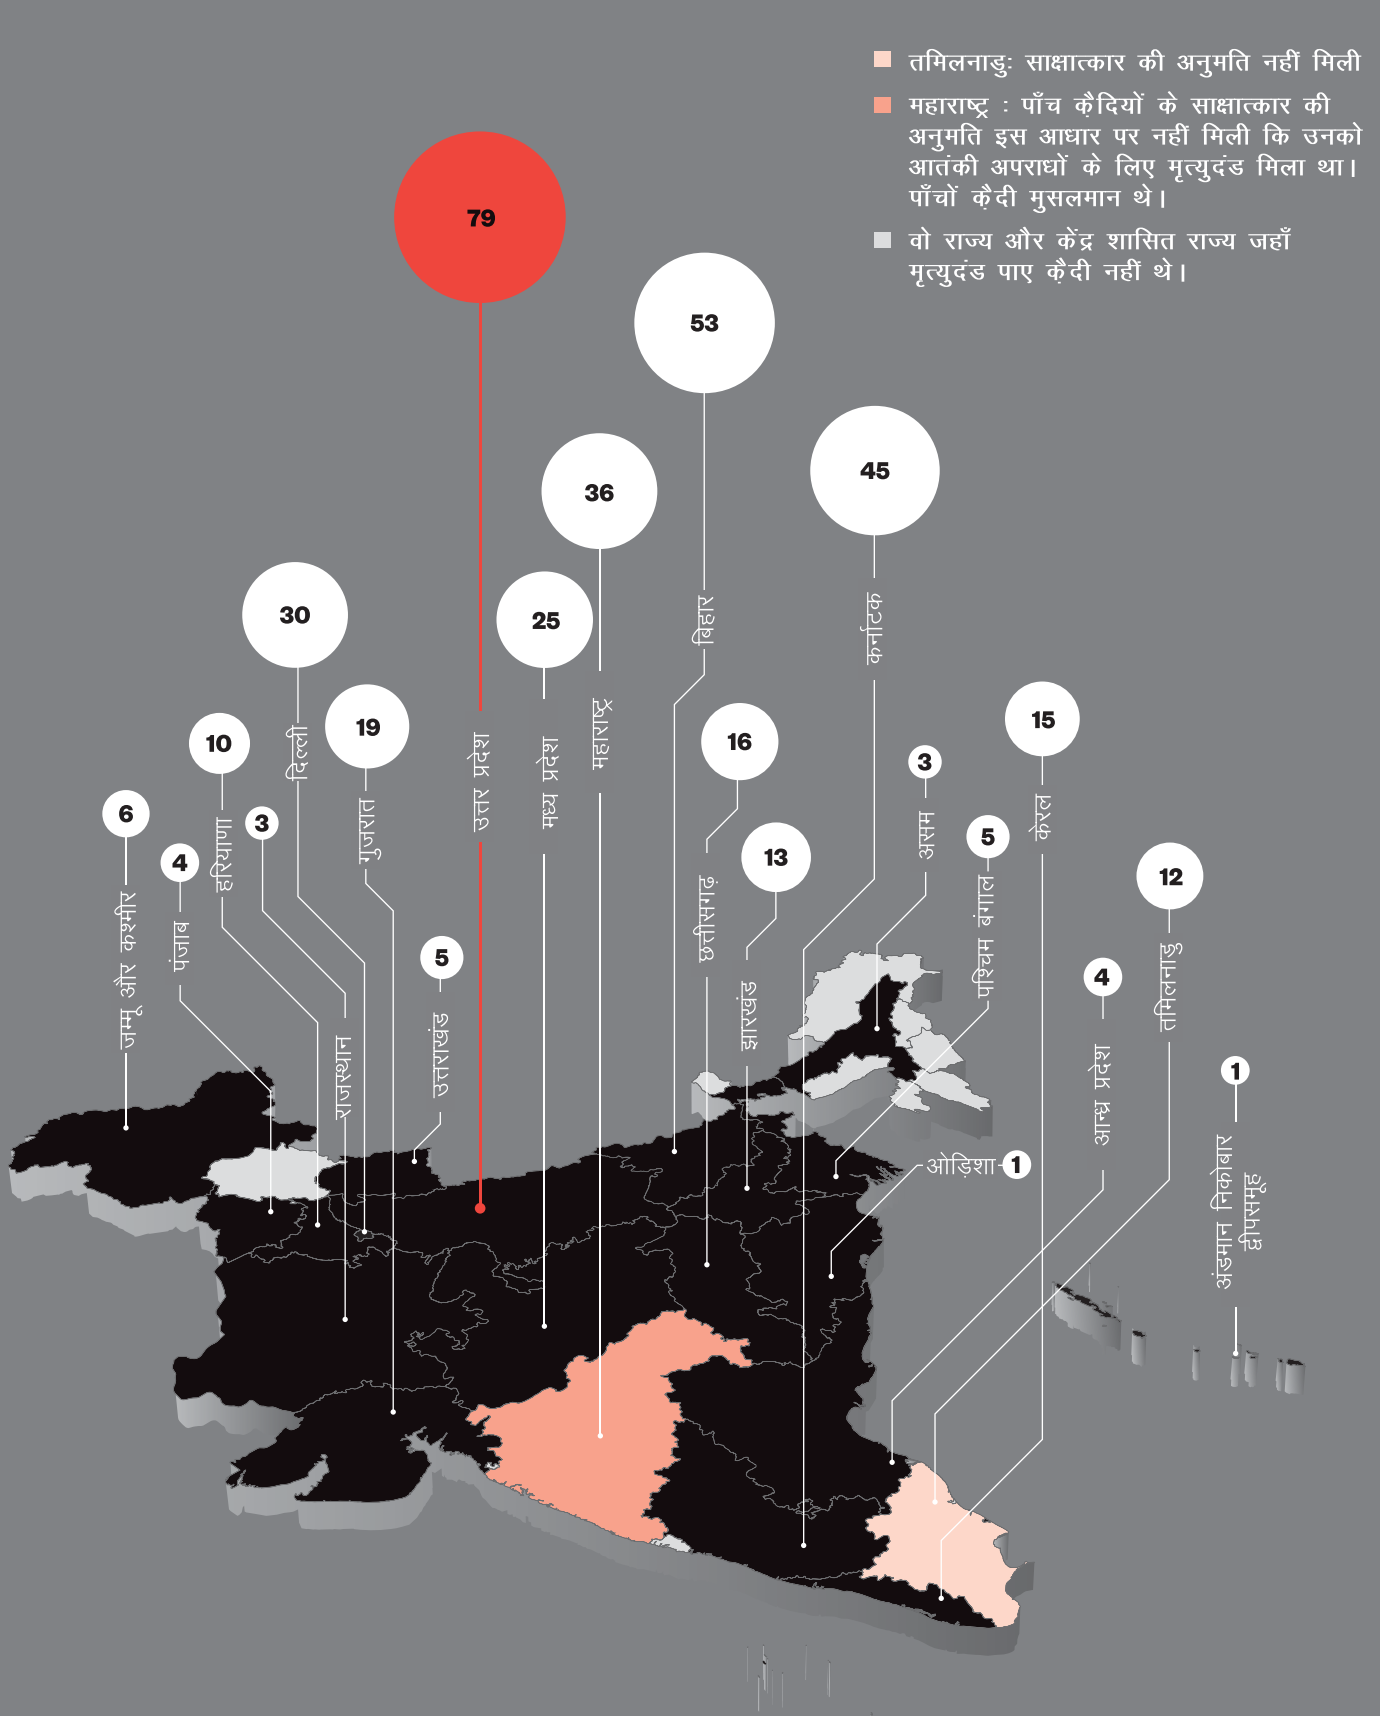 तमिलनाडु: साक्षात्कार की अनुमति नहीं मिली
महाराष्ट्र : पाँच क़ैदियों के साक्षात्कार की
अनुमति इस आधार पर नहीं मिली कि उनको
आतंकी अपराधों के लिए मृत्युदंड मिला था।
पाँचों क़ैदी मुसलमान थे।
वो राज्य और केंद्र शासित राज्य जहाँ
मृत्युदंड पाए क़ैदी नहीं थे।
79
उत्तर प्रदेश
53
बिहार
45
कर्नाटक
36
महाराष्ट्र
30
दिल्ली
25
मध्य प्रदेश
19
गुजरात
16
छत्तीसगढ़
15
केरल
10
हरियाणा
3
राजस्थान
3
असम
6
जम्मू और कश्मीर
4
पंजाब
5
पश्चिम बंगाल
13
झारखंड
12
तमिलनाडु
5
उत्तराखंड
4
आन्ध्र प्रदेश
1
अंडमान निकोबार
द्वीपसमूह
ओड़िशा
1